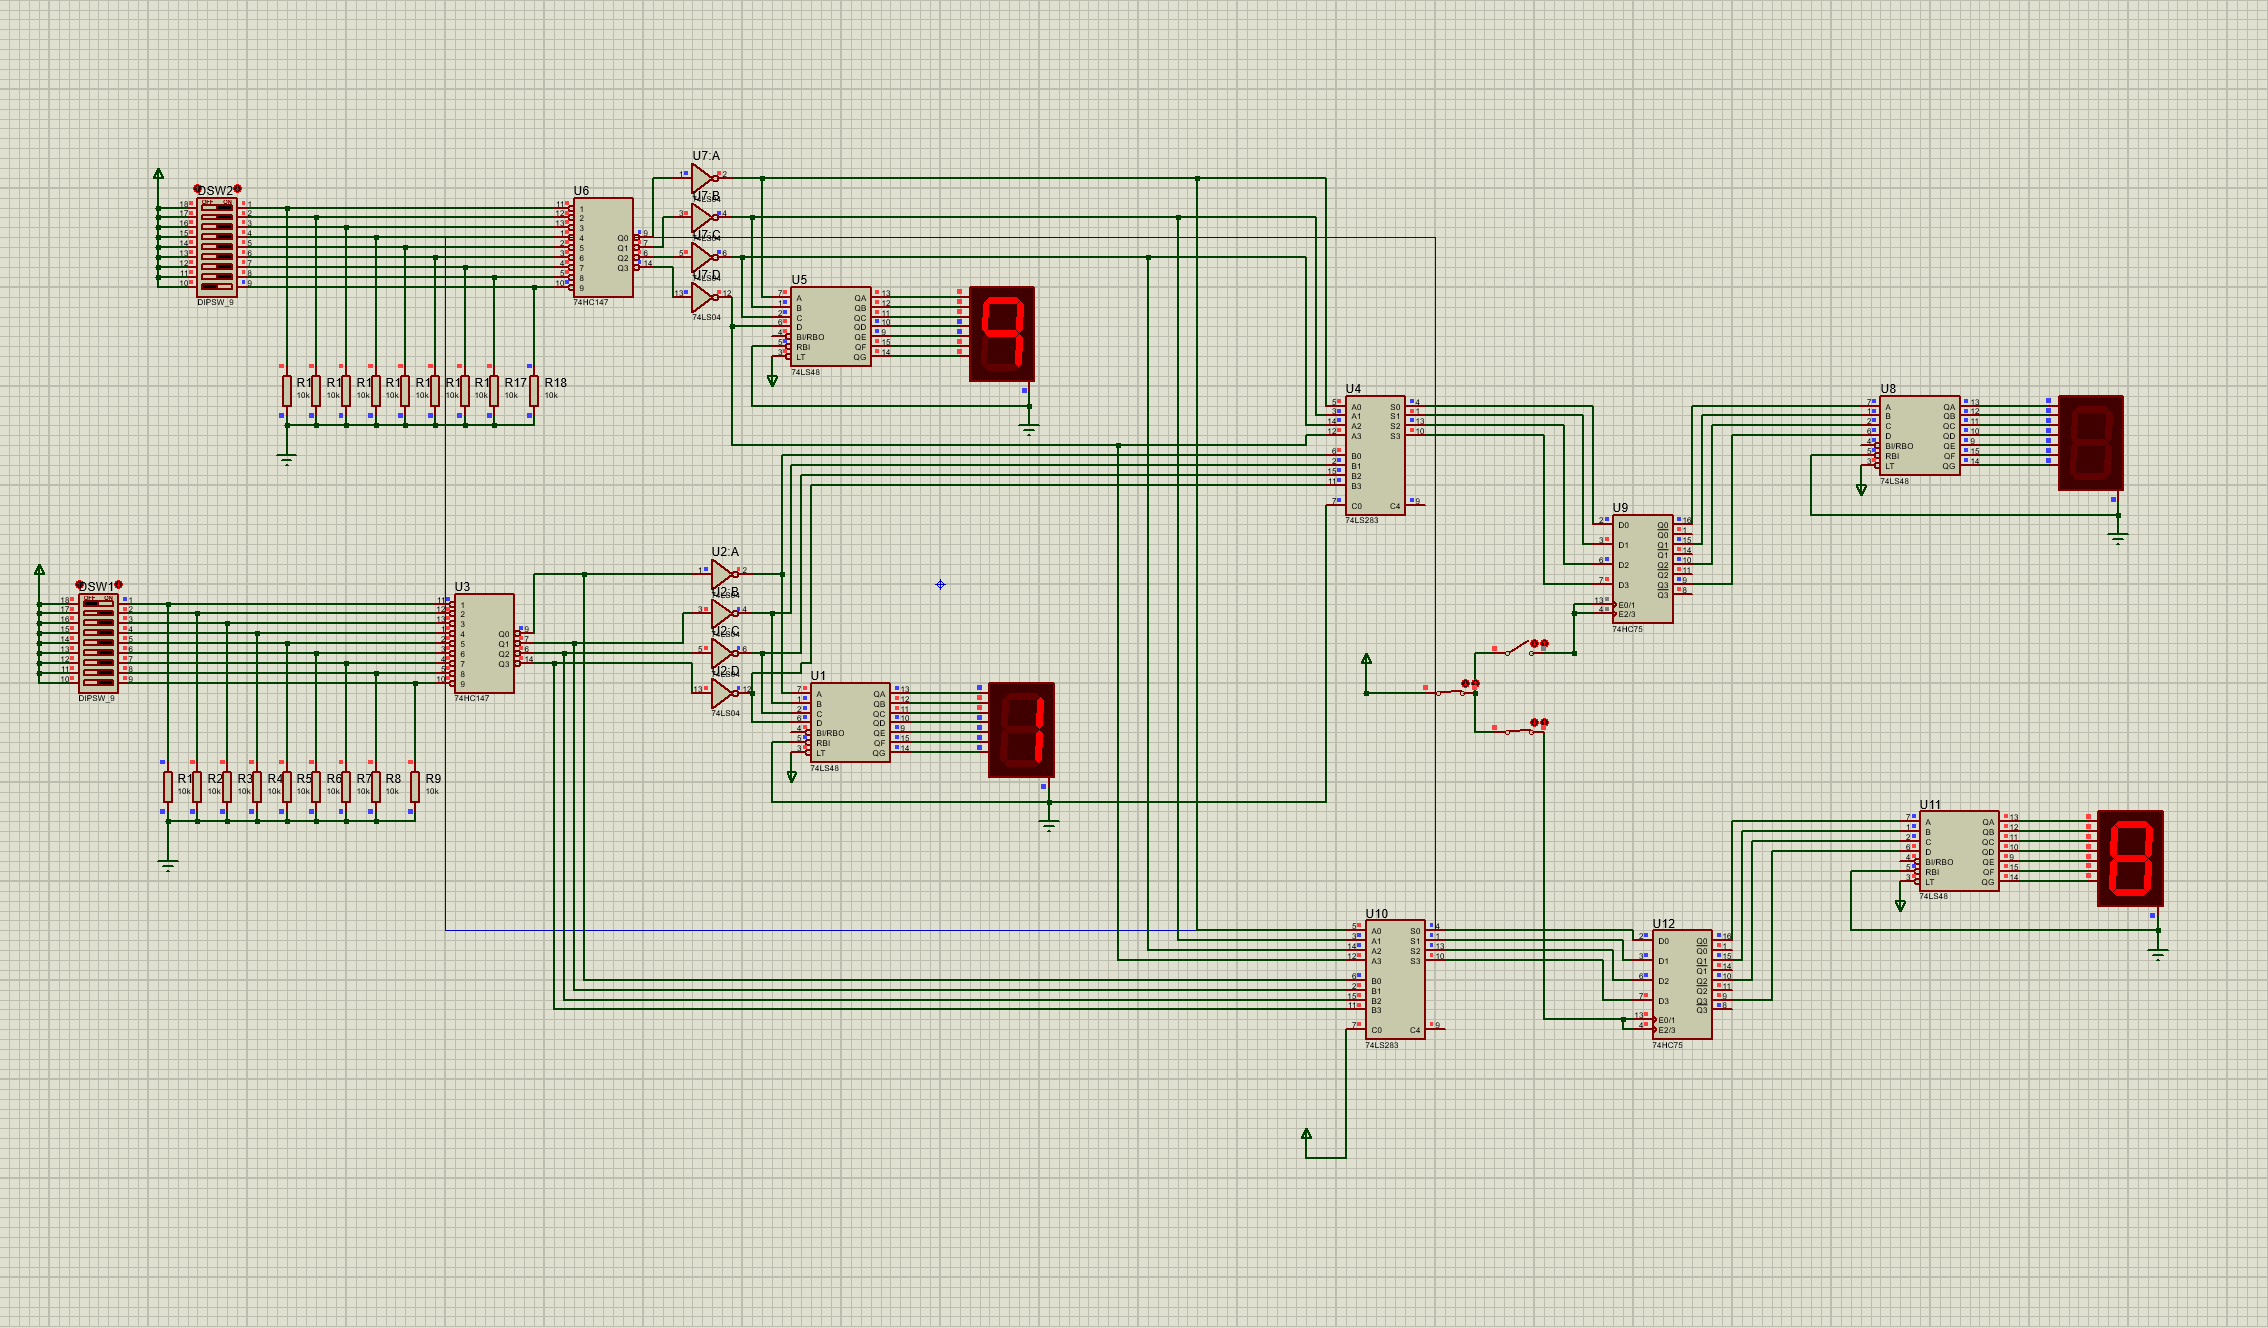 U7:A
1 2
74LS04
U7:B
3 4
74LS04
U7:C
5 6
74LS04
U7:D
13 12
74LS04
DSW2
OFF ON
18 1
17 2
16 3
15 4
14 5
13 6
12 7
11 8
10 9
DIPSW_9
U6
11 1
12 2
13 3
1 4 Q0 9
2 5 Q1 7
3 6 Q2 6
4 7 Q3 14
5 8
10 9
74HC147
R1 R1 R1 R1 R1 R1 R1 R17 R18
10k 10k 10k 10k 10k 10k 10k 10k 10k
U5
7 A QA 13
1 B QB 12
2 C QC 11
6 D QD 10
4 BI/RBO QE 9
5 RBI QF 15
3 LT QG 14
74LS48
U4
5 A0 S0 4
3 A1 S1 1
14 A2 S2 13
12 A3 S3 10
6 B0
2 B1
15 B2
11 B3
7 C0 C4 9
74LS283
U8
7 A QA 13
1 B QB 12
2 C QC 11
6 D QD 10
4 BI/RBO QE 9
5 RBI QF 15
3 LT QG 14
74LS48
U9
2 D0 Q0 16
Q0 1
3 D1 Q1 15
Q1 14
6 D2 Q2 10
Q2 11
7 D3 Q3 9
Q3 8
13 E0/1
4 E2/3
74HC75
U2:A
1 2
74LS04
U2:B
3 4
74LS04
U2:C
5 6
74LS04
U2:D
13 12
74LS04
DSW1
OFF ON
18 1
17 2
16 3
15 4
14 5
13 6
12 7
11 8
10 9
DIPSW_9
U3
11 1
12 2
13 3
1 4 Q0 9
2 5 Q1 7
3 6 Q2 6
4 7 Q3 14
5 8
10 9
74HC147
U1
7 A QA 13
1 B QB 12
2 C QC 11
6 D QD 10
4 BI/RBO QE 9
5 RBI QF 15
3 LT QG 14
74LS48
R1 R2 R3 R4 R5 R6 R7 R8 R9
10k 10k 10k 10k 10k 10k 10k 10k 10k
U11
7 A QA 13
1 B QB 12
2 C QC 11
6 D QD 10
4 BI/RBO QE 9
5 RBI QF 15
3 LT QG 14
74LS48
U10
5 A0 S0 4
3 A1 S1 1
14 A2 S2 13
12 A3 S3 10
6 B0
2 B1
15 B2
11 B3
7 C0 C4 9
74LS283
U12
2 D0 Q0 16
Q0 1
3 D1 Q1 15
Q1 14
6 D2 Q2 10
Q2 11
7 D3 Q3 9
Q3 8
13 E0/1
4 E2/3
74HC75
9
1
8